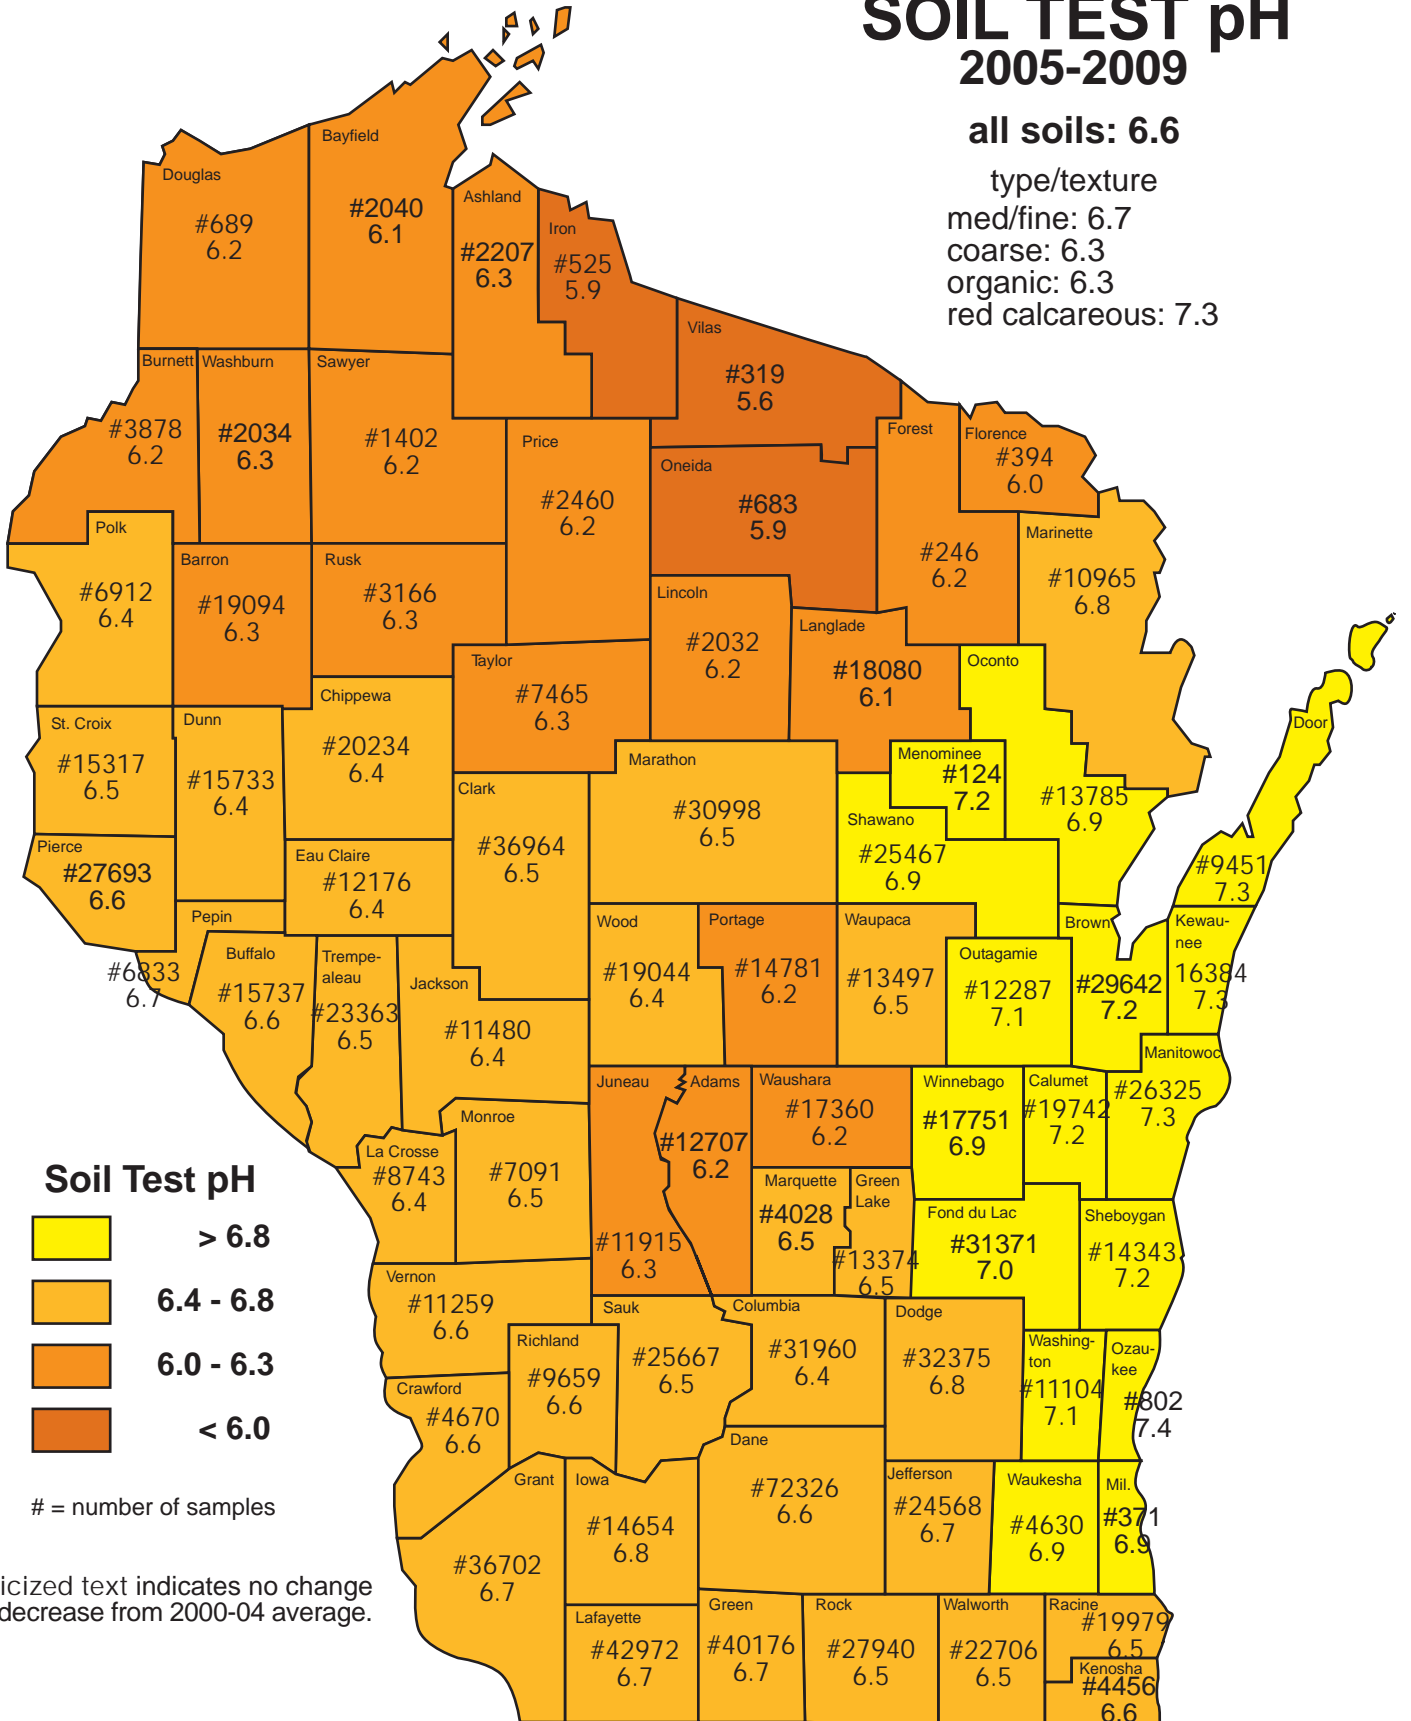 SOIL TEST pH
2005-2009
all soils: 6.6
type/texture
med/fine: 6.7
coarse: 6.3
organic: 6.3
red calcareous: 7.3
Bayfield
#2040
6.1
Douglas
#689
6.2
Ashland
#2207
6.3
Iron
#525
5.9
Vilas
#319
5.6
Burnett
#3878
6.2
Washburn
#2034
6.3
Sawyer
#1402
6.2
Price
#2460
6.2
Oneida
#683
5.9
Forest
#246
6.2
Florence
#394
6.0
Marinette
#10965
6.8
Polk
#6912
6.4
Barron
#19094
6.3
Rusk
#3166
6.3
Lincoln
#2032
6.2
Langlade
#18080
6.1
Taylor
#7465
6.3
Oconto
#13785
6.9
Door
#9451
7.3
Chippewa
#20234
6.4
St. Croix
#15317
6.5
Dunn
#15733
6.4
Marathon
#30998
6.5
Menominee
#124
7.2
Clark
#36964
6.5
Shawano
#25467
6.9
Pierce
#27693
6.6
Eau Claire
#12176
6.4
Pepin
#6833
6.7
Buffalo
#15737
6.6
Trempe-
aleau
#23363
6.5
Jackson
#11480
6.4
Wood
#19044
6.4
Portage
#14781
6.2
Waupaca
#13497
6.5
Outagamie
#12287
7.1
Brown
#29642
7.2
Kewau-
nee
16384
7.3
Manitowoc
#26325
7.3
Juneau
#11915
6.3
Adams
#12707
6.2
Waushara
#17360
6.2
Winnebago
#17751
6.9
Calumet
#19742
7.2
Monroe
#7091
6.5
La Crosse
#8743
6.4
Marquette
#4028
6.5
Green
Lake
#13374
6.5
Fond du Lac
#31371
7.0
Sheboygan
#14343
7.2
Vernon
#11259
6.6
Sauk
#25667
6.5
Columbia
#31960
6.4
Dodge
#32375
6.8
Richland
#9659
6.6
Washing-
ton
#11104
7.1
Ozau-
kee
#802
7.4
Crawford
#4670
6.6
Dane
#72326
6.6
Grant
#36702
6.7
Iowa
#14654
6.8
Jefferson
#24568
6.7
Waukesha
#4630
6.9
Mil.
#371
6.9
Lafayette
#42972
6.7
Green
#40176
6.7
Rock
#27940
6.5
Walworth
#22706
6.5
Racine
#19979
6.5
Kenosha
#4456
6.6
Soil Test pH
> 6.8
6.4 - 6.8
6.0 - 6.3
< 6.0
# = number of samples
icized text indicates no change
decrease from 2000-04 average.